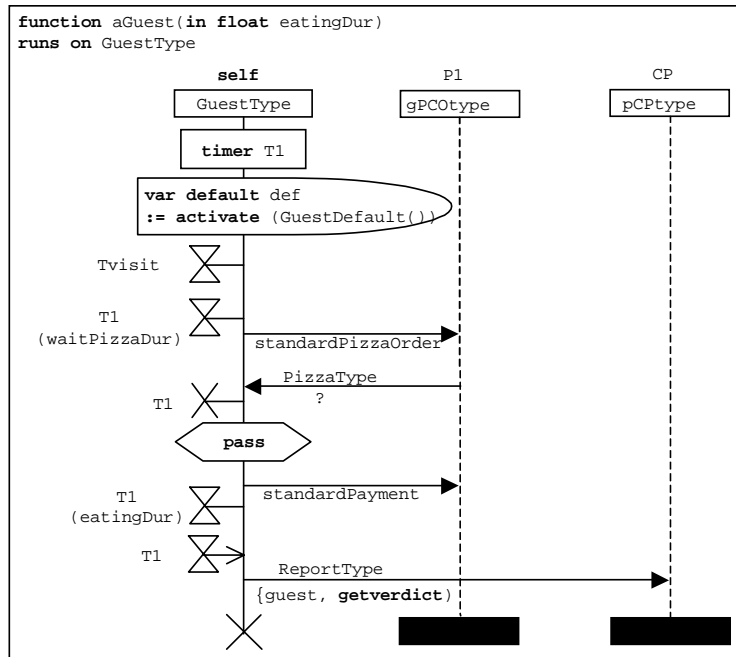 function aGuest(in float eatingDur)
runs on GuestType
self P1 CP
GuestType gPCOtype pCPtype
timer T1
var default def
:= activate (GuestDefault())
Tvisit
T1
(waitPizzaDur)
standardPizzaOrder
PizzaType
?
T1
pass
standardPayment
T1
(eatingDur)
T1
ReportType
{guest, getverdict)